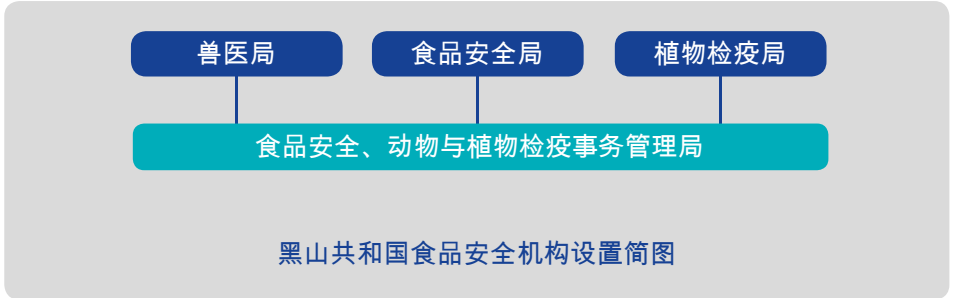 兽医局
食品安全局
植物检疫局
食品安全、动物与植物检疫事务管理局
黑山共和国食品安全机构设置简图